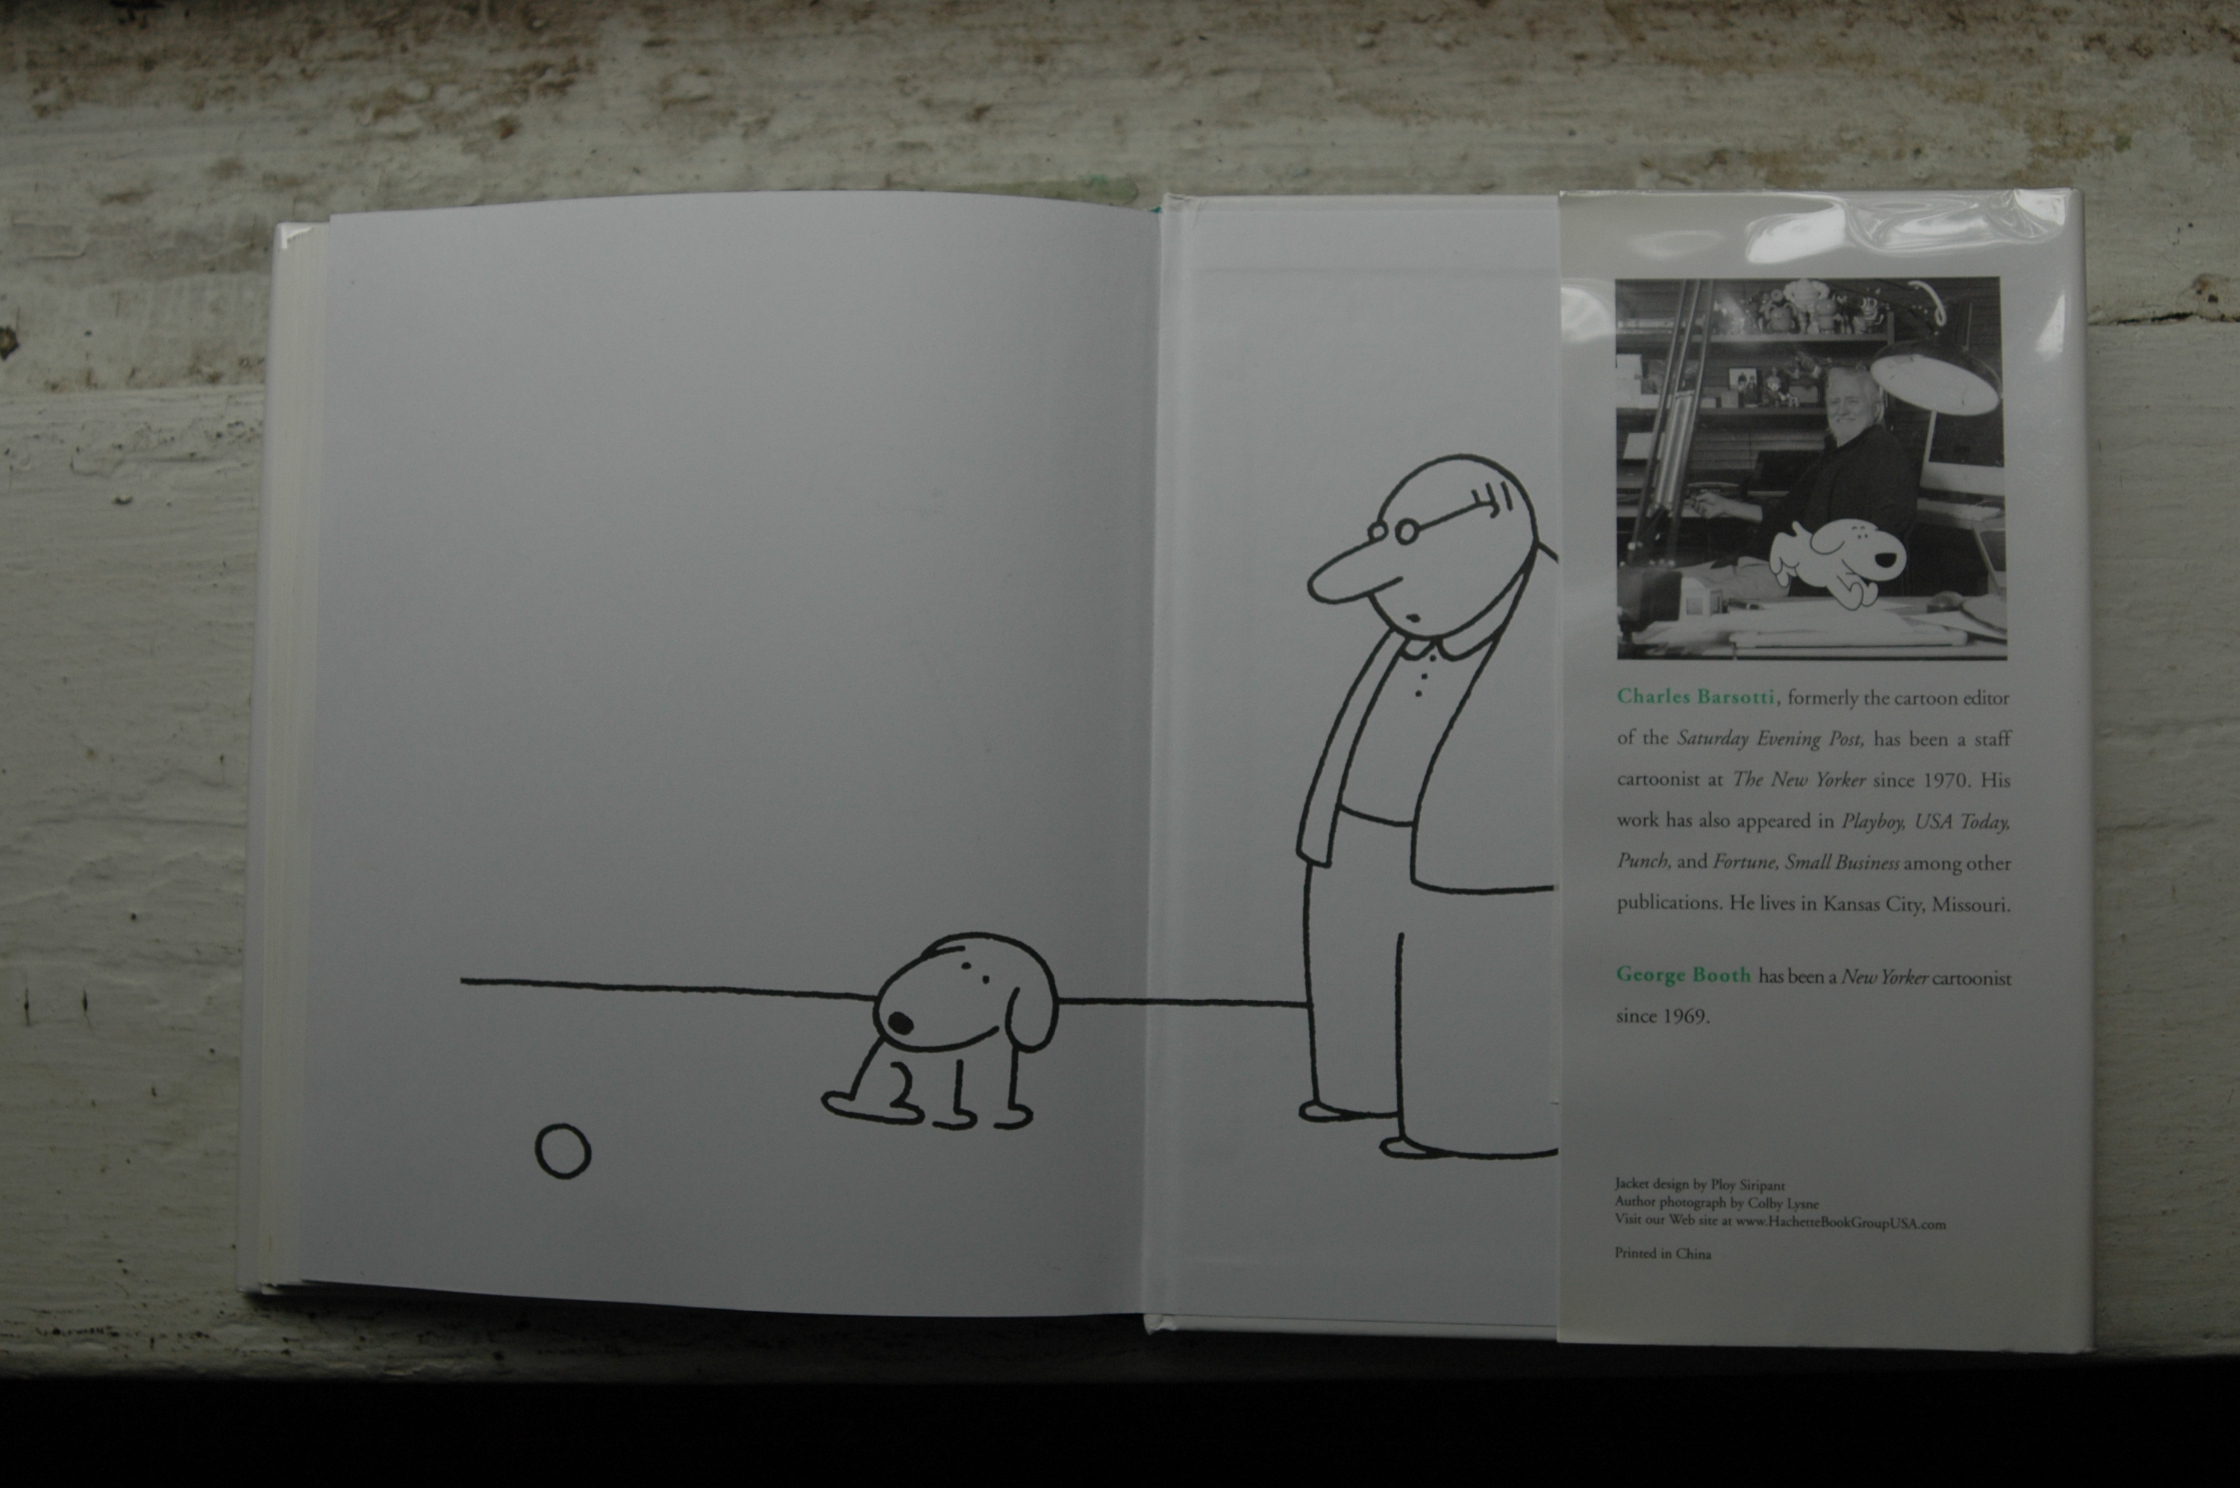 Charles Barsotti, formerly the cartoon editor
of the Saturday Evening Post, has been a staff
cartoonist at The New Yorker since 1970. His
work has also appeared in Playboy, USA Today,
Punch, and Fortune, Small Business among other
publications. He lives in Kansas City, Missouri.
George Booth has been a New Yorker cartoonist
since 1969.
Jacket design by Ploy Siripant
Author photograph by Colby Lysne
Visit our Web site at www.HachetteBookGroupUSA.com
Printed in China